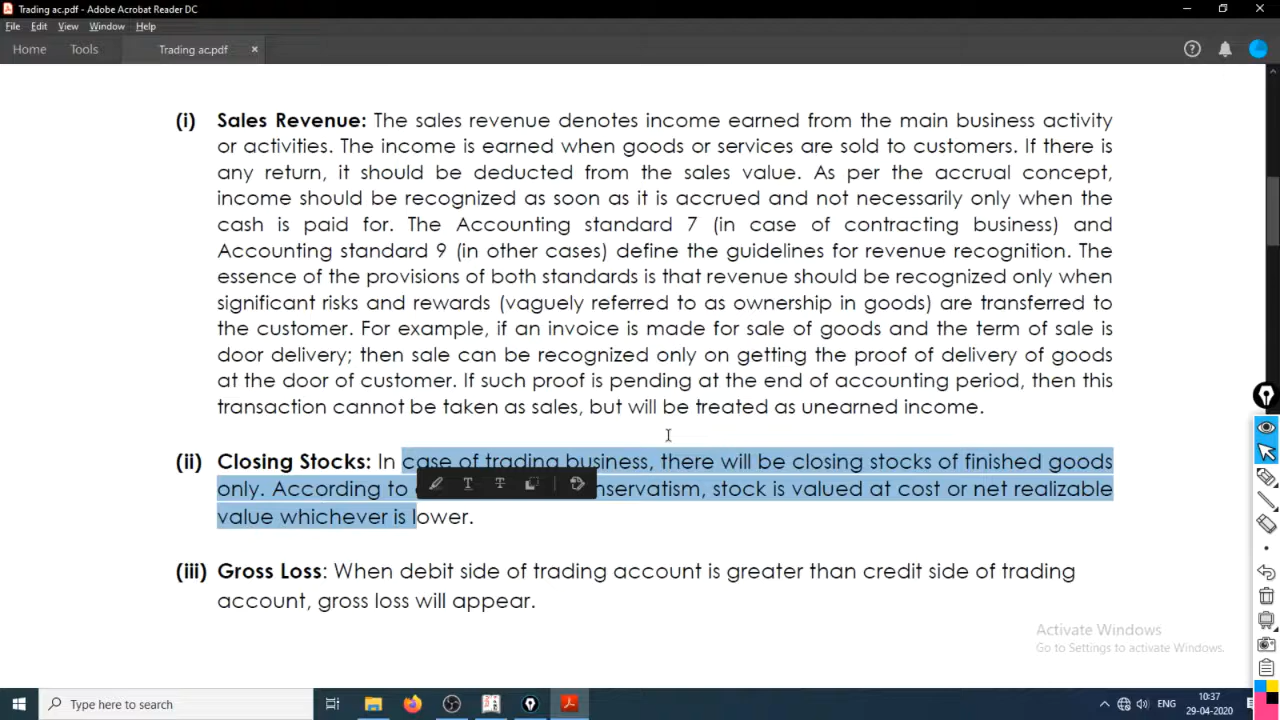 Trading ac.pdf - Adobe Acrobat Reader DC
File Edit View Window Help
Home Tools Trading ac.pdf ×
(i) Sales Revenue: The sales revenue denotes income earned from the main business activity
or activities. The income is earned when goods or services are sold to customers. If there is
any return, it should be deducted from the sales value. As per the accrual concept,
income should be recognized as soon as it is accrued and not necessarily only when the
cash is paid for. The Accounting standard 7 (in case of contracting business) and
Accounting standard 9 (in other cases) define the guidelines for revenue recognition. The
essence of the provisions of both standards is that revenue should be recognized only when
significant risks and rewards (vaguely referred to as ownership in goods) are transferred to
the customer. For example, if an invoice is made for sale of goods and the term of sale is
door delivery; then sale can be recognized only on getting the proof of delivery of goods
at the door of customer. If such proof is pending at the end of accounting period, then this
transaction cannot be taken as sales, but will be treated as unearned income.
(ii) Closing Stocks: In case of trading business, there will be closing stocks of finished goods
only. According to nservatism, stock is valued at cost or net realizable
value whichever is lower.
(iii) Gross Loss: When debit side of trading account is greater than credit side of trading
account, gross loss will appear.
Activate Windows
Go to Settings to activate Windows.
Type here to search
ENG
10:37
29-04-2020